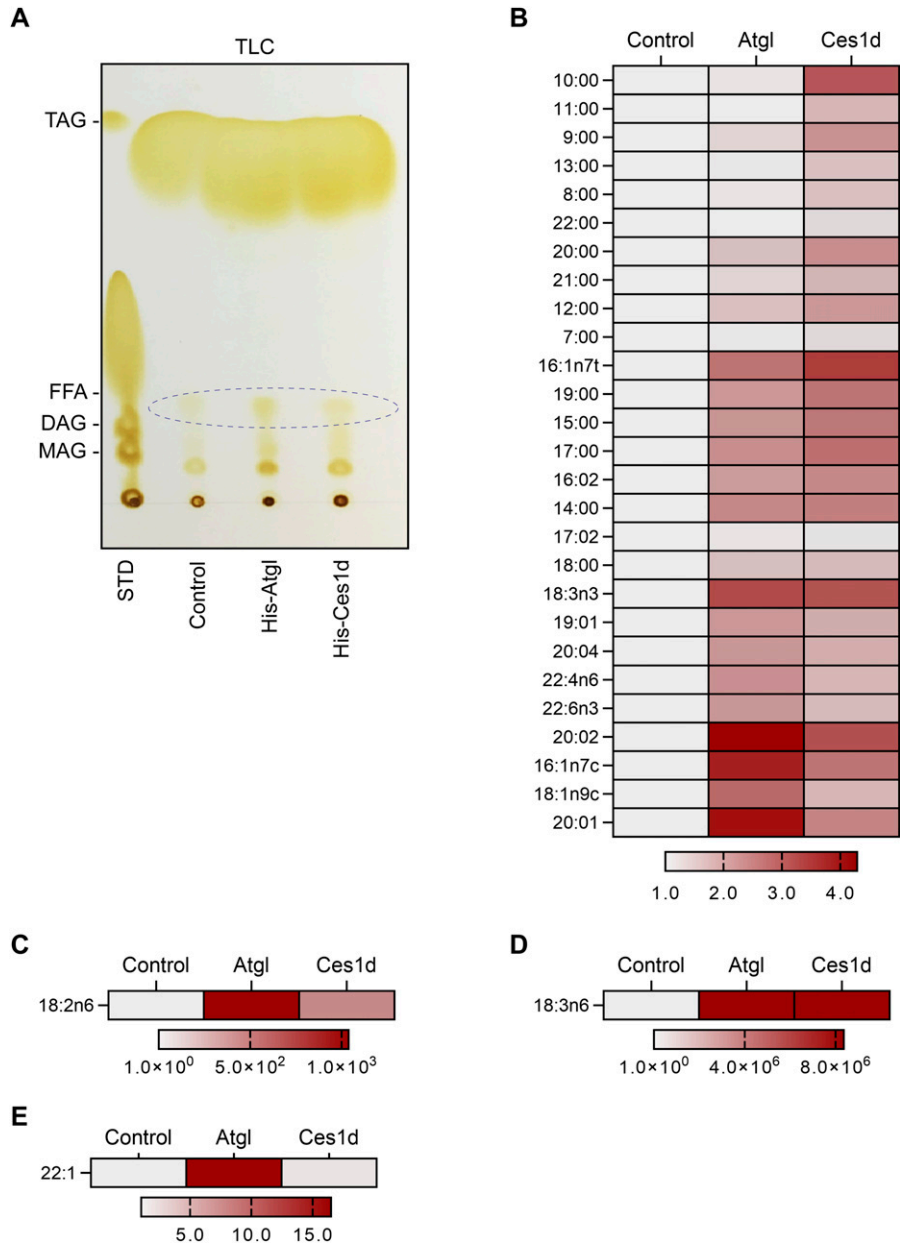 A
TLC
TAG
FFA
DAG
MAG
STD
Control
His-Atgl
His-Ces1d
B
Control Atgl Ces1d
10:00
11:00
9:00
13:00
8:00
22:00
20:00
21:00
12:00
7:00
16:1n7t
19:00
15:00
17:00
16:02
14:00
17:02
18:00
18:3n3
19:01
20:04
22:4n6
22:6n3
20:02
16:1n7c
18:1n9c
20:01
1.0 2.0 3.0 4.0
C
Control Atgl Ces1d
18:2n6
1.0×10⁰ 5.0×10² 1.0×10³
D
Control Atgl Ces1d
18:3n6
1.0×10⁰ 4.0×10⁶ 8.0×10⁶
E
Control Atgl Ces1d
22:1
5.0 10.0 15.0